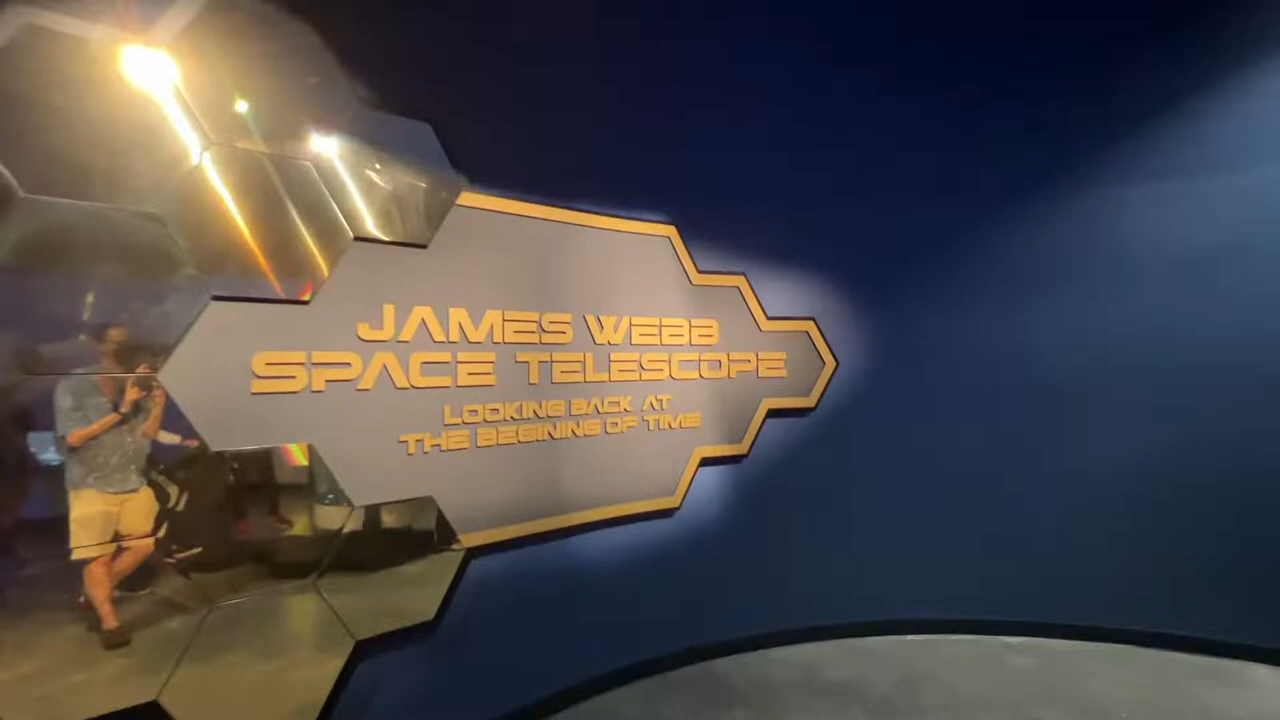 JAMES WEBB
SPACE TELESCOPE
LOOKING BACK AT
THE BEGINING OF TIME